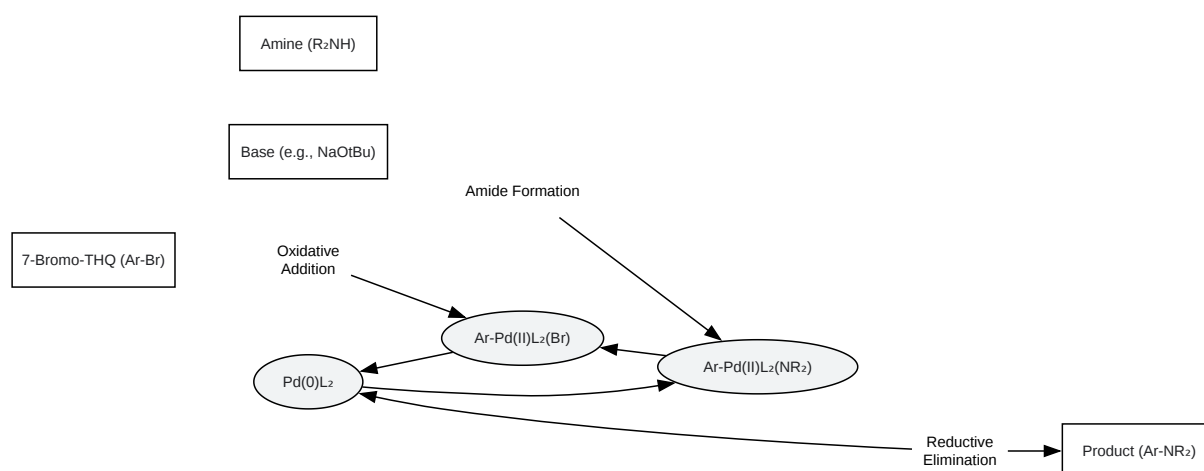 Amine (R₂NH)
Base (e.g., NaOtBu)
Amide Formation
7-Bromo-THQ (Ar-Br)
Oxidative
Addition
Ar-Pd(II)L₂(Br)
Ar-Pd(II)L₂(NR₂)
Pd(0)L₂
Reductive
Elimination
Product (Ar-NR₂)